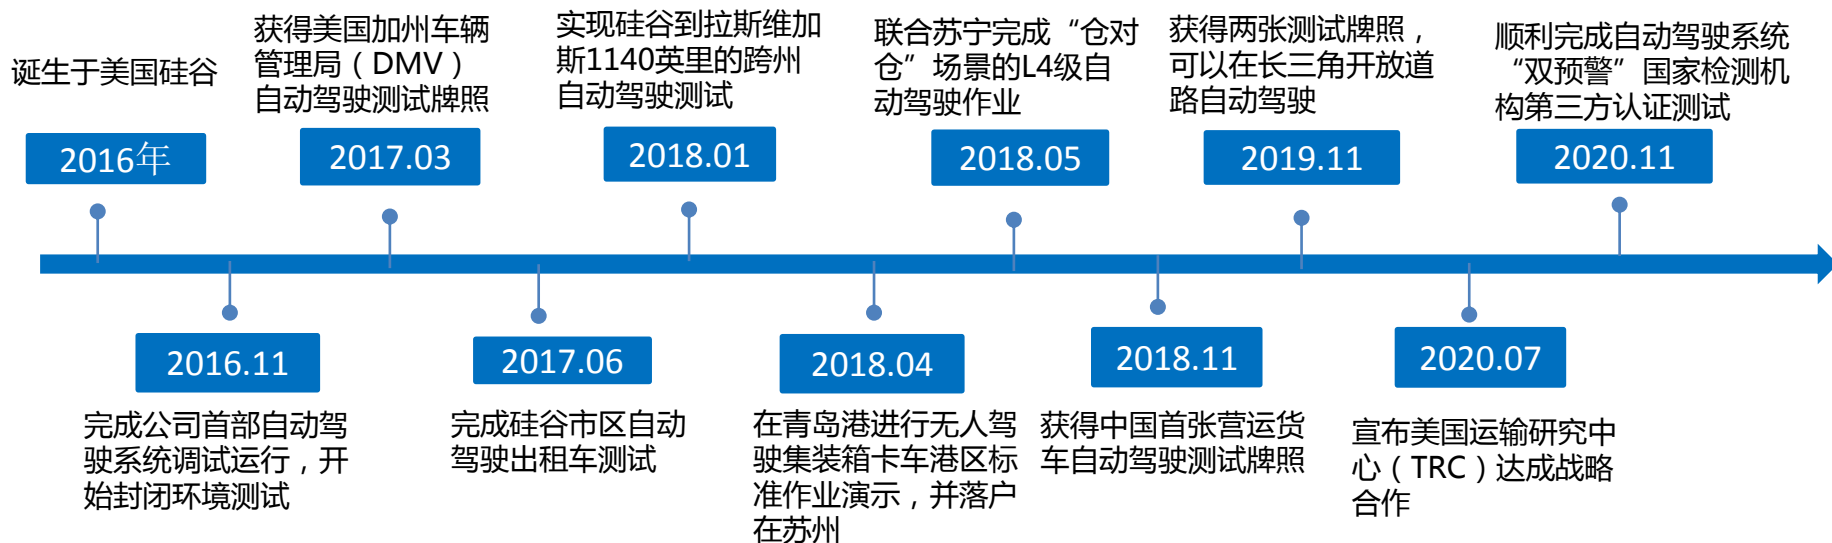 诞生于美国硅谷
2016年
获得美国加州车辆
管理局（DMV）
自动驾驶测试牌照
2017.03
实现硅谷到拉斯维加
斯1140英里的跨州
自动驾驶测试
2018.01
联合苏宁完成“仓对
仓”场景的L4级自
动驾驶作业
2018.05
获得两张测试牌照，
可以在长三角开放道
路自动驾驶
2019.11
顺利完成自动驾驶系统
“双预警”国家检测机
构第三方认证测试
2020.11
2016.11
完成公司首部自动驾
驶系统调试运行，开
始封闭环境测试
2017.06
完成硅谷市区自动
驾驶出租车测试
2018.04
在青岛港进行无人驾
驶集装箱卡车港区标
准作业演示，并落户
在苏州
2018.11
获得中国首张营运货
车自动驾驶测试牌照
2020.07
宣布美国运输研究中
心（TRC）达成战略
合作